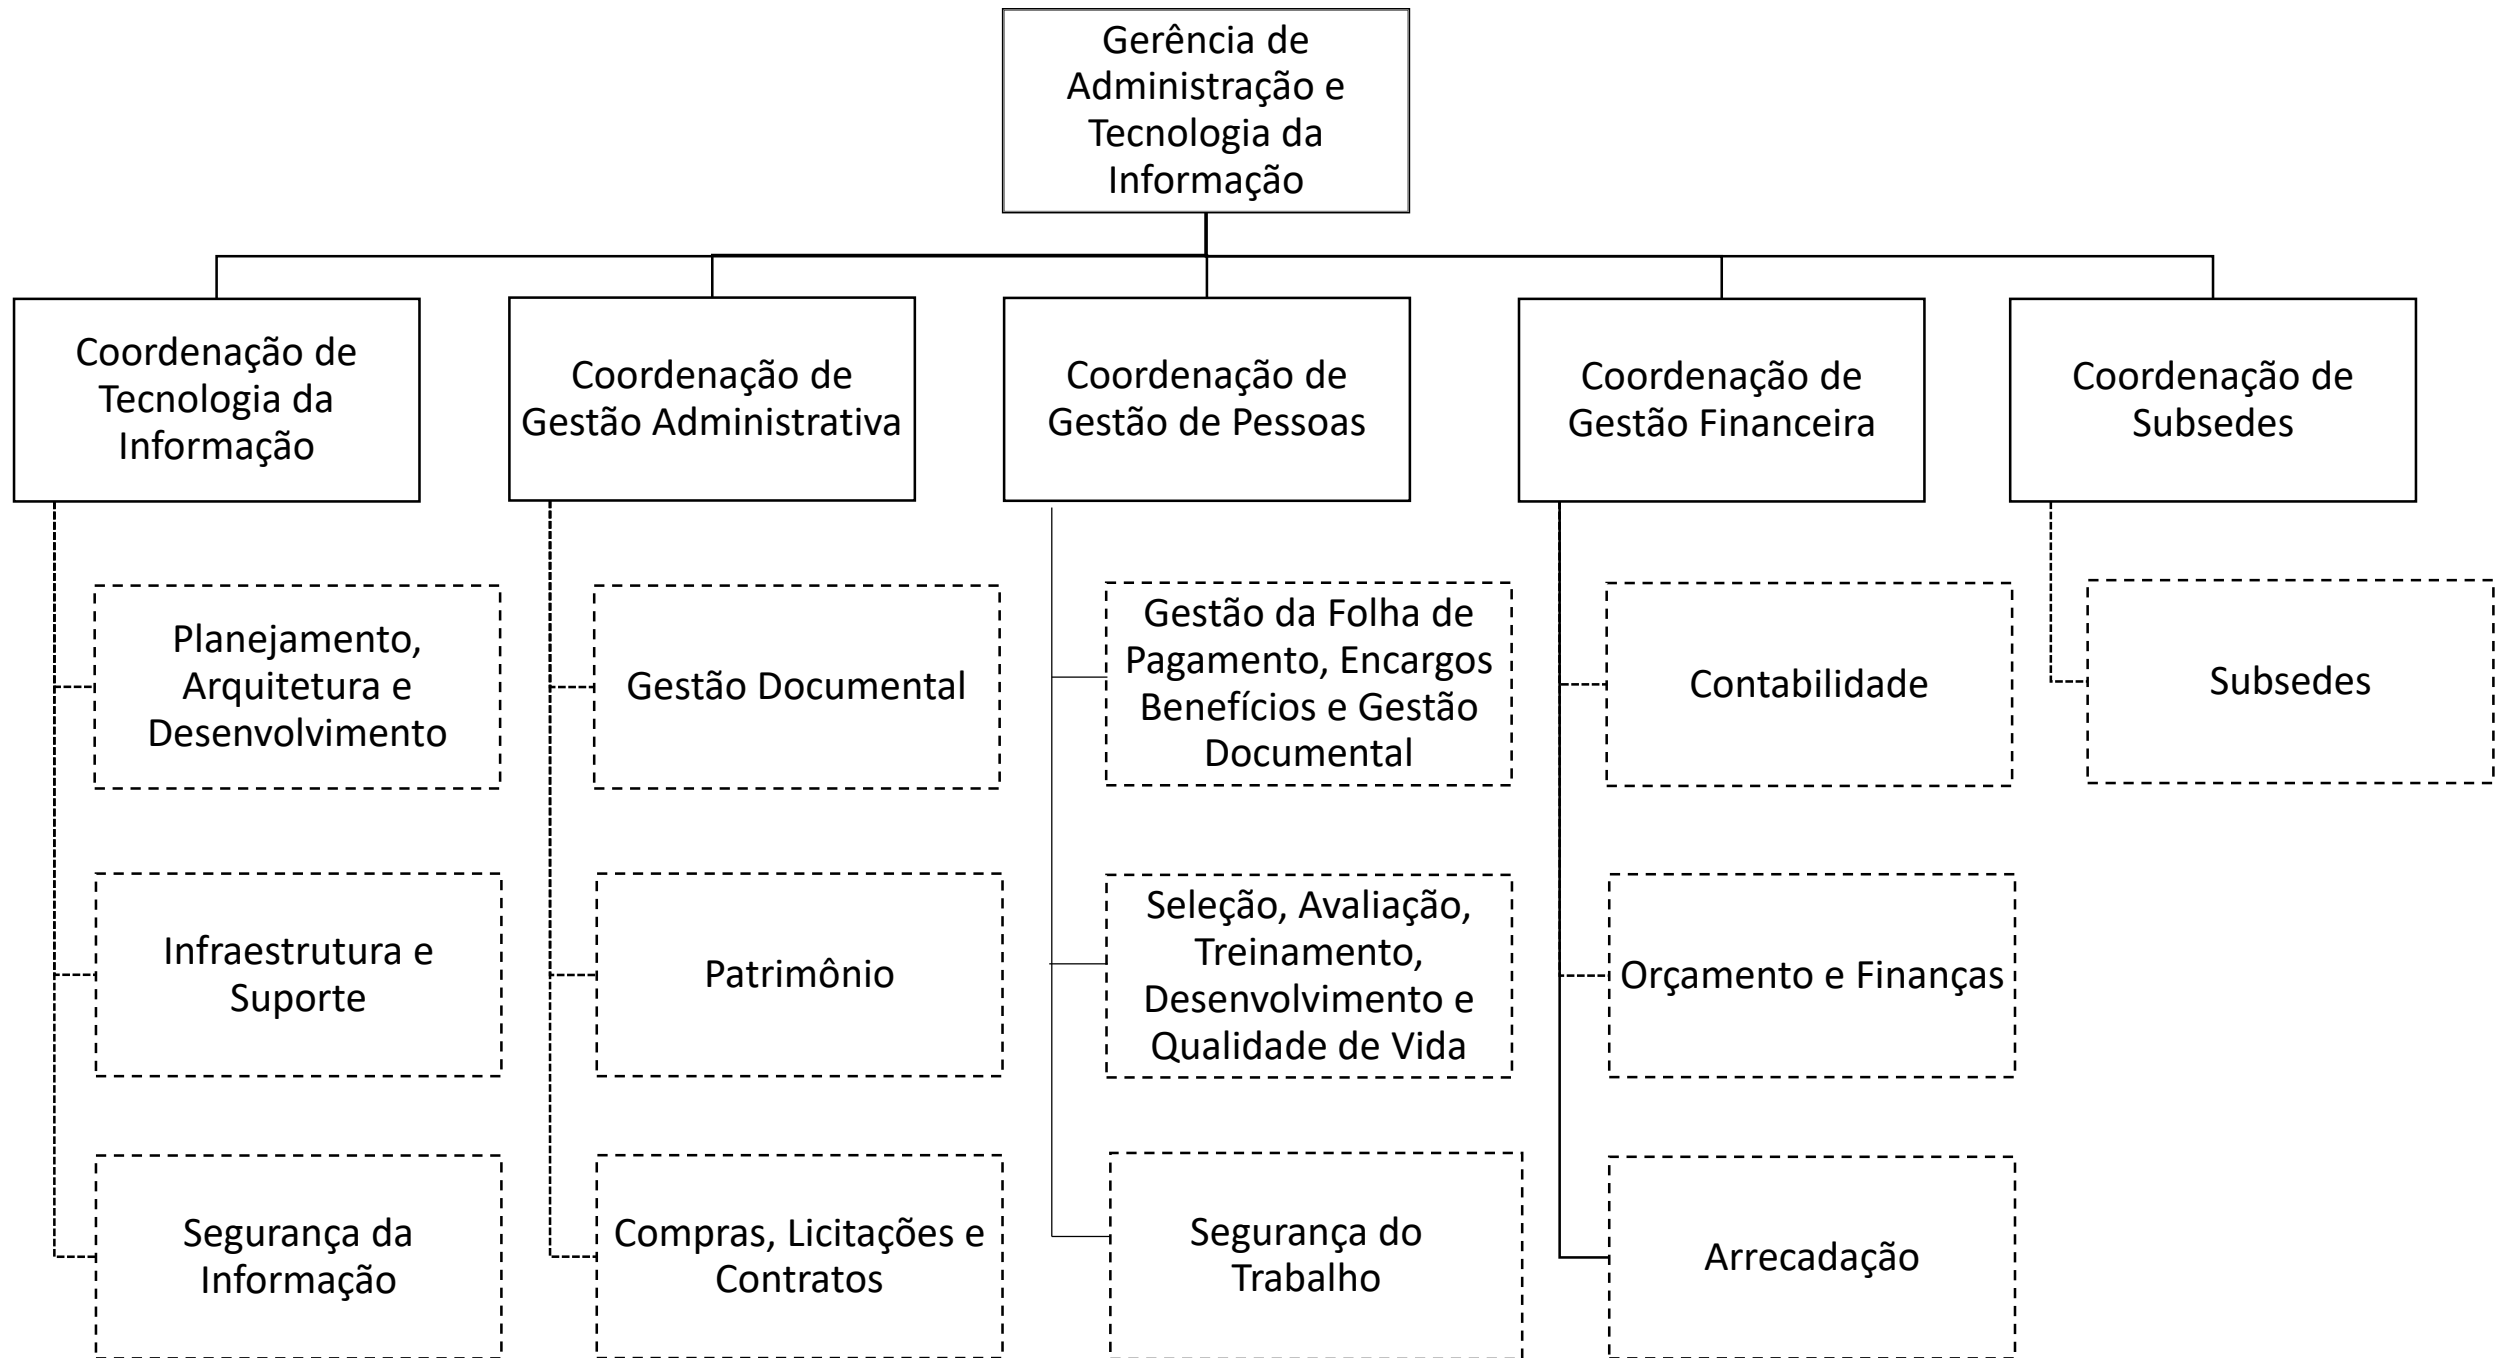 Gerência de
Administração e
Tecnologia da
Informação
Coordenação de
Tecnologia da
Informação
Coordenação de
Gestão Administrativa
Coordenação de
Gestão de Pessoas
Coordenação de
Gestão Financeira
Coordenação de
Subsedes
Planejamento,
Arquitetura e
Desenvolvimento
Gestão Documental
Gestão da Folha de
Pagamento, Encargos
Benefícios e Gestão
Documental
Contabilidade
Subsedes
Infraestrutura e
Suporte
Patrimônio
Seleção, Avaliação,
Treinamento,
Desenvolvimento e
Qualidade de Vida
Orçamento e Finanças
Segurança da
Informação
Compras, Licitações e
Contratos
Segurança do
Trabalho
Arrecadação